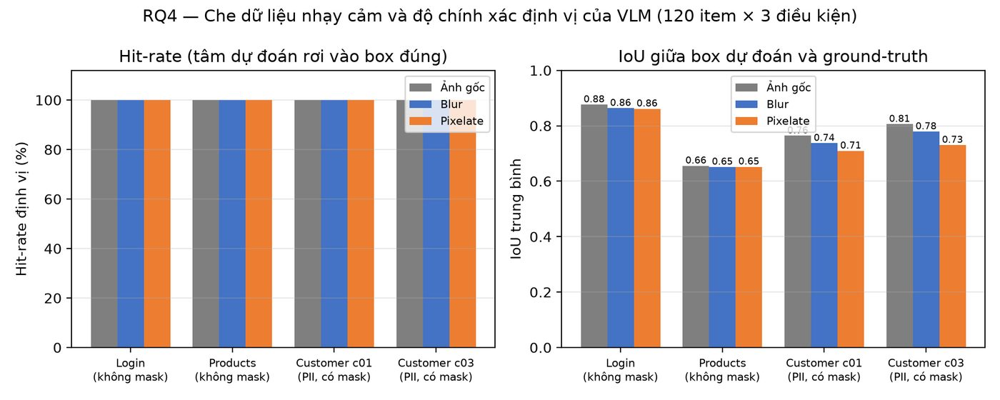 RQ4 — Che dữ liệu nhạy cảm và độ chính xác định vị của VLM (120 item × 3 điều kiện)
Hit-rate (tâm dự đoán rơi vào box đúng)
Hit-rate định vị (%)
100
80
60
40
20
0
Ảnh gốc
Blur
Pixelate
Login
(không mask)
Products
(không mask)
Customer c01
(PII, có mask)
Customer c03
(PII, có mask)
IoU giữa box dự đoán và ground-truth
IoU trung bình
1.0
0.8
0.6
0.4
0.2
0.0
Ảnh gốc
Blur
Pixelate
0.88 0.86 0.86
0.66 0.65 0.65
0.76 0.74 0.71
0.81 0.78 0.73
Login
(không mask)
Products
(không mask)
Customer c01
(PII, có mask)
Customer c03
(PII, có mask)